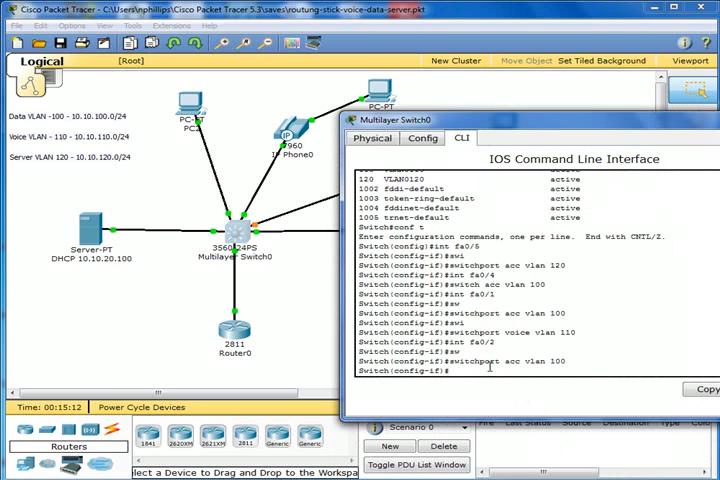 Cisco Packet Tracer - C:\Users\nphillips\Cisco Packet Tracer 5.3\saves\routung-stick-voice-data-server.pkt
File Edit Options View Tools Extensions Help
Logical [Root] New Cluster Move Object Set Tiled Background Viewport
Data VLAN -100 - 10.10.100.0/24
Voice VLAN - 110 - 10.10.110.0/24
Server VLAN 120 - 10.10.120.0/24
PC-PT
PC2
7960
IP Phone0
PC-PT
Server-PT
DHCP 10.10.20.100
3560-24PS
Multilayer Switch0
2811
Router0
Multilayer Switch0
Physical Config CLI
IOS Command Line Interface
120 VLAN0120 active
1002 fddi-default active
1003 token-ring-default active
1004 fddinet-default active
1005 trnet-default active
Switch#conf t
Enter configuration commands, one per line. End with CNTL/Z.
Switch(config)#int fa0/5
Switch(config-if)#swi
Switch(config-if)#switchport acc vlan 120
Switch(config-if)#int fa0/4
Switch(config-if)#switch acc vlan 100
Switch(config-if)#int fa0/1
Switch(config-if)#sw
Switch(config-if)#switchport acc vlan 100
Switch(config-if)#swi
Switch(config-if)#switchport voice vlan 110
Switch(config-if)#int fa0/2
Switch(config-if)#sw
Switch(config-if)#switchport acc vlan 100
Switch(config-if)#
Copy
Time: 00:15:12 Power Cycle Devices
Routers
1841 2620XM 2621XM 2811 Generic Generic
elect a Device to Drag and Drop to the Workspa
Scenario 0
New Delete
Toggle PDU List Window
Fire Last Status Source Destination Type Color